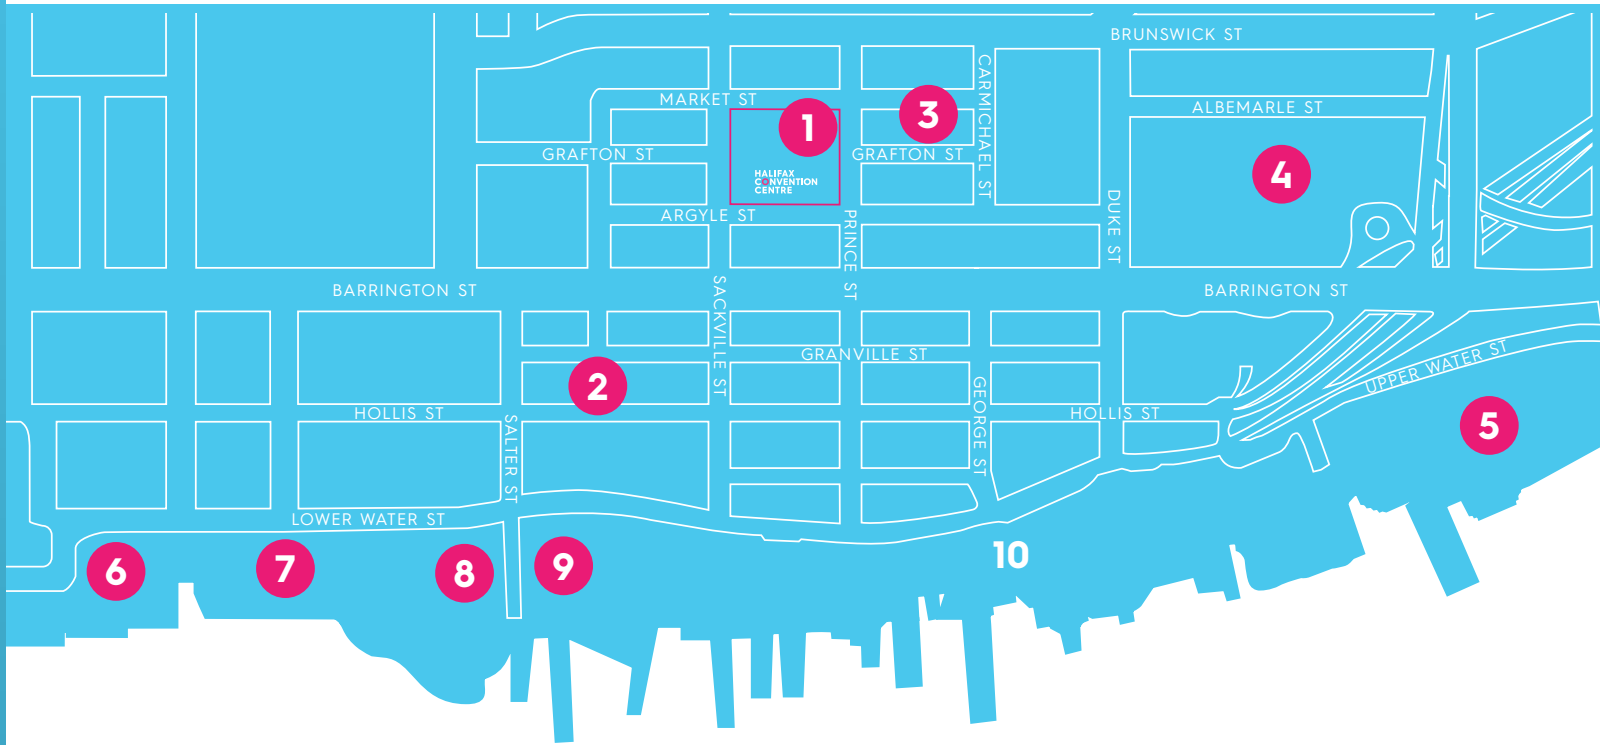 BRUNSWICK ST
CARMICHAEL ST
MARKET ST
ALBEMARLE ST
1
3
GRAFTON ST
GRAFTON ST
4
HALIFAX
CONVENTION
CENTRE
ARGYLE ST
PRINCE ST
DUKE ST
BARRINGTON ST
SACKVILLE ST
BARRINGTON ST
GRANVILLE ST
UPPER WATER ST
2
GEORGE ST
HOLLIS ST
HOLLIS ST
SALTER ST
5
LOWER WATER ST
10
6
7
8
9